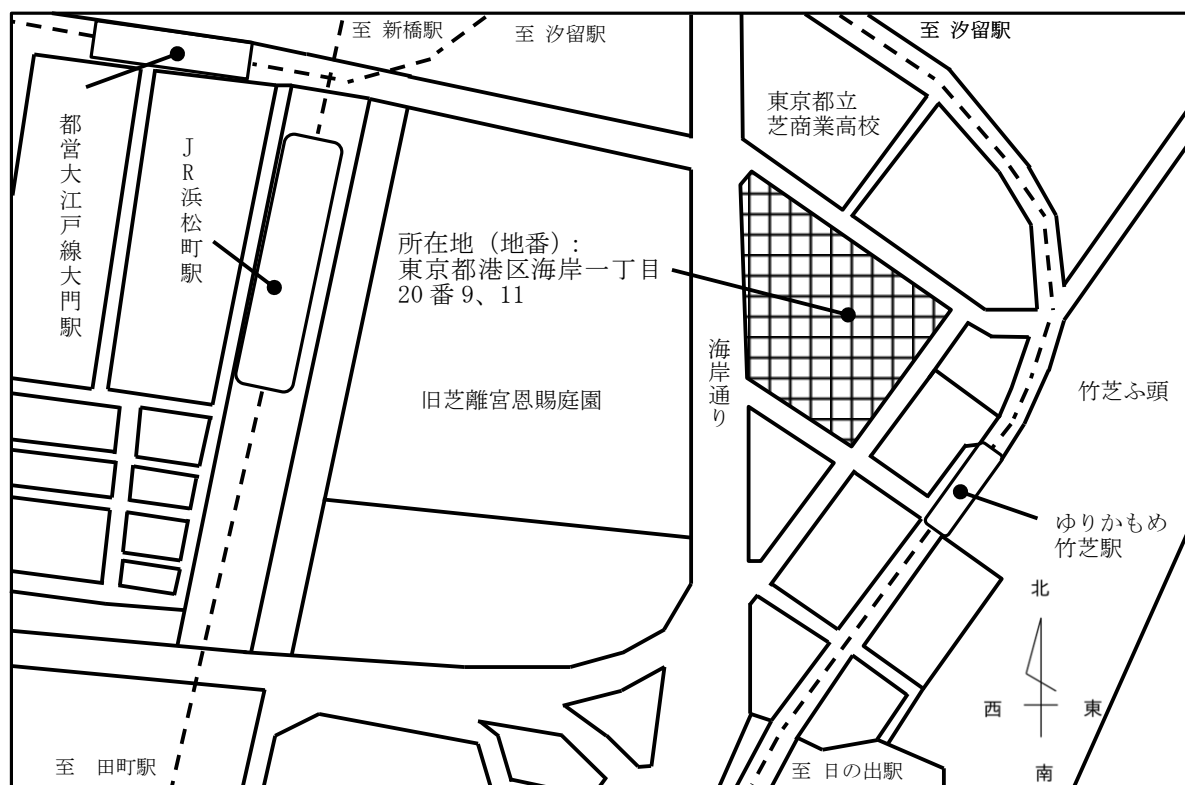 至 新橋駅
至 汐留駅
至 汐留駅
東京都立
芝商業高校
都営大江戸線大門駅
JR浜松町駅
所在地（地番）:
東京都港区海岸一丁目
20 番 9、11
海岸通り
旧芝離宮恩賜庭園
竹芝ふ頭
ゆりかもめ
竹芝駅
北
西
東
南
至 田町駅
至 日の出駅